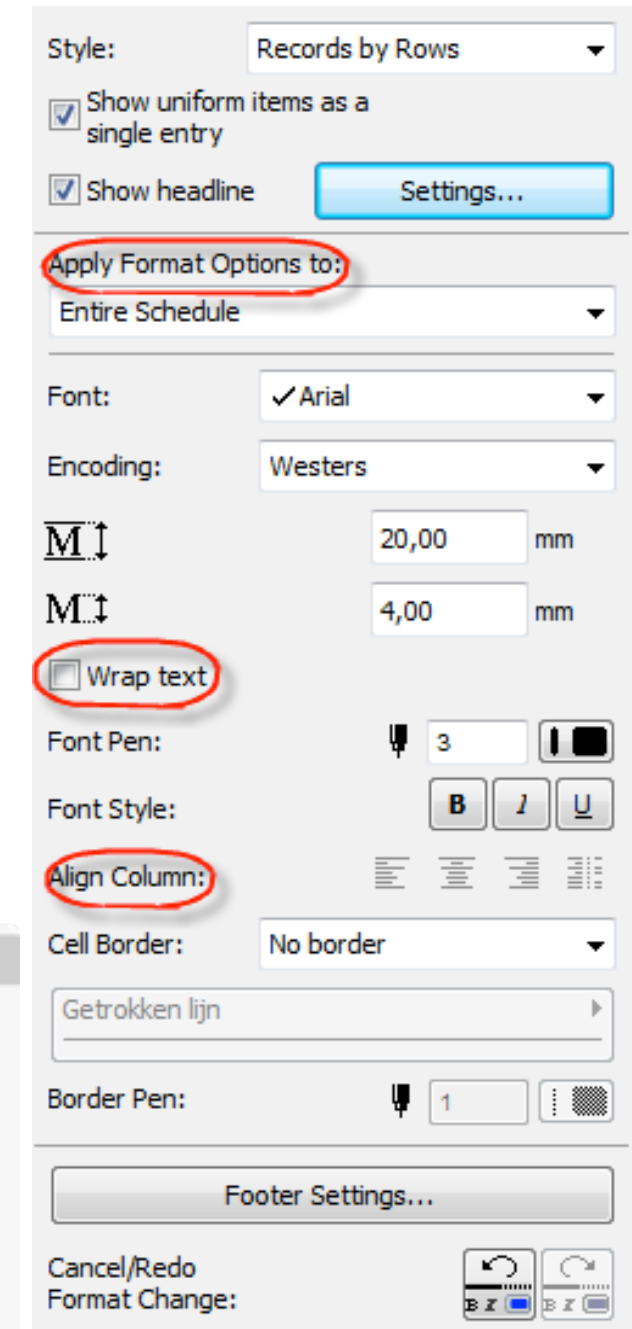 Style: Records by Rows
Show uniform items as a
single entry
Show headline Settings...
Apply Format Options to:
Entire Schedule
Font: Arial
Encoding: Westers
M 20,00 mm
M 4,00 mm
Wrap text
Font Pen: 3
Font Style: B I U
Align Column:
Cell Border: No border
Getrokken lijn
Border Pen: 1
Footer Settings...
Cancel/Redo
Format Change: B I B I